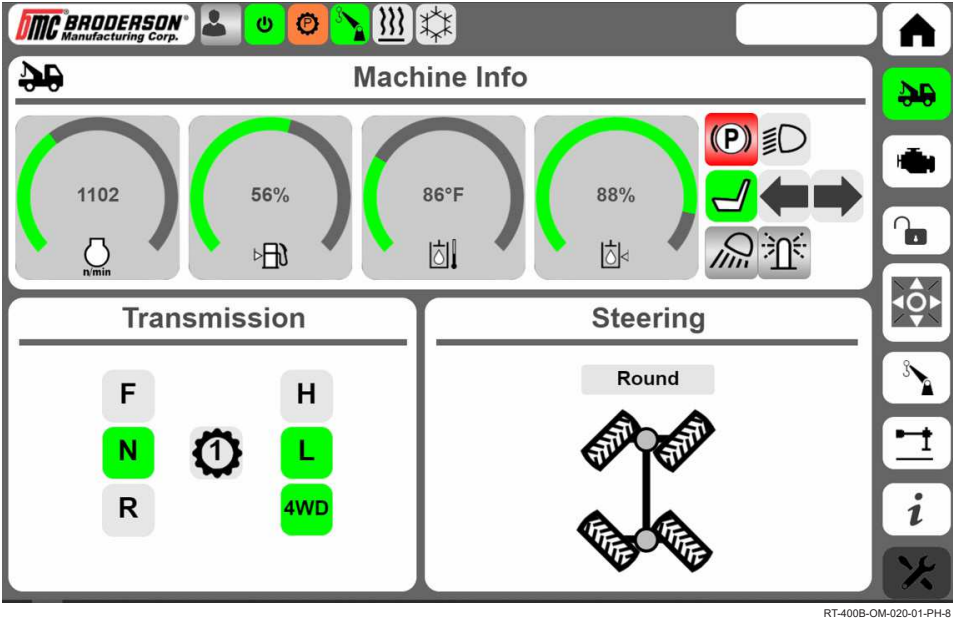 BMC BRODERSON®
Manufacturing Corp.
P
Machine Info
1102
n/min
56%
86°F
88%
P
Transmission
F
N
R
1
H
L
4WD
Steering
Round
i
RT-400B-OM-020-01-PH-8